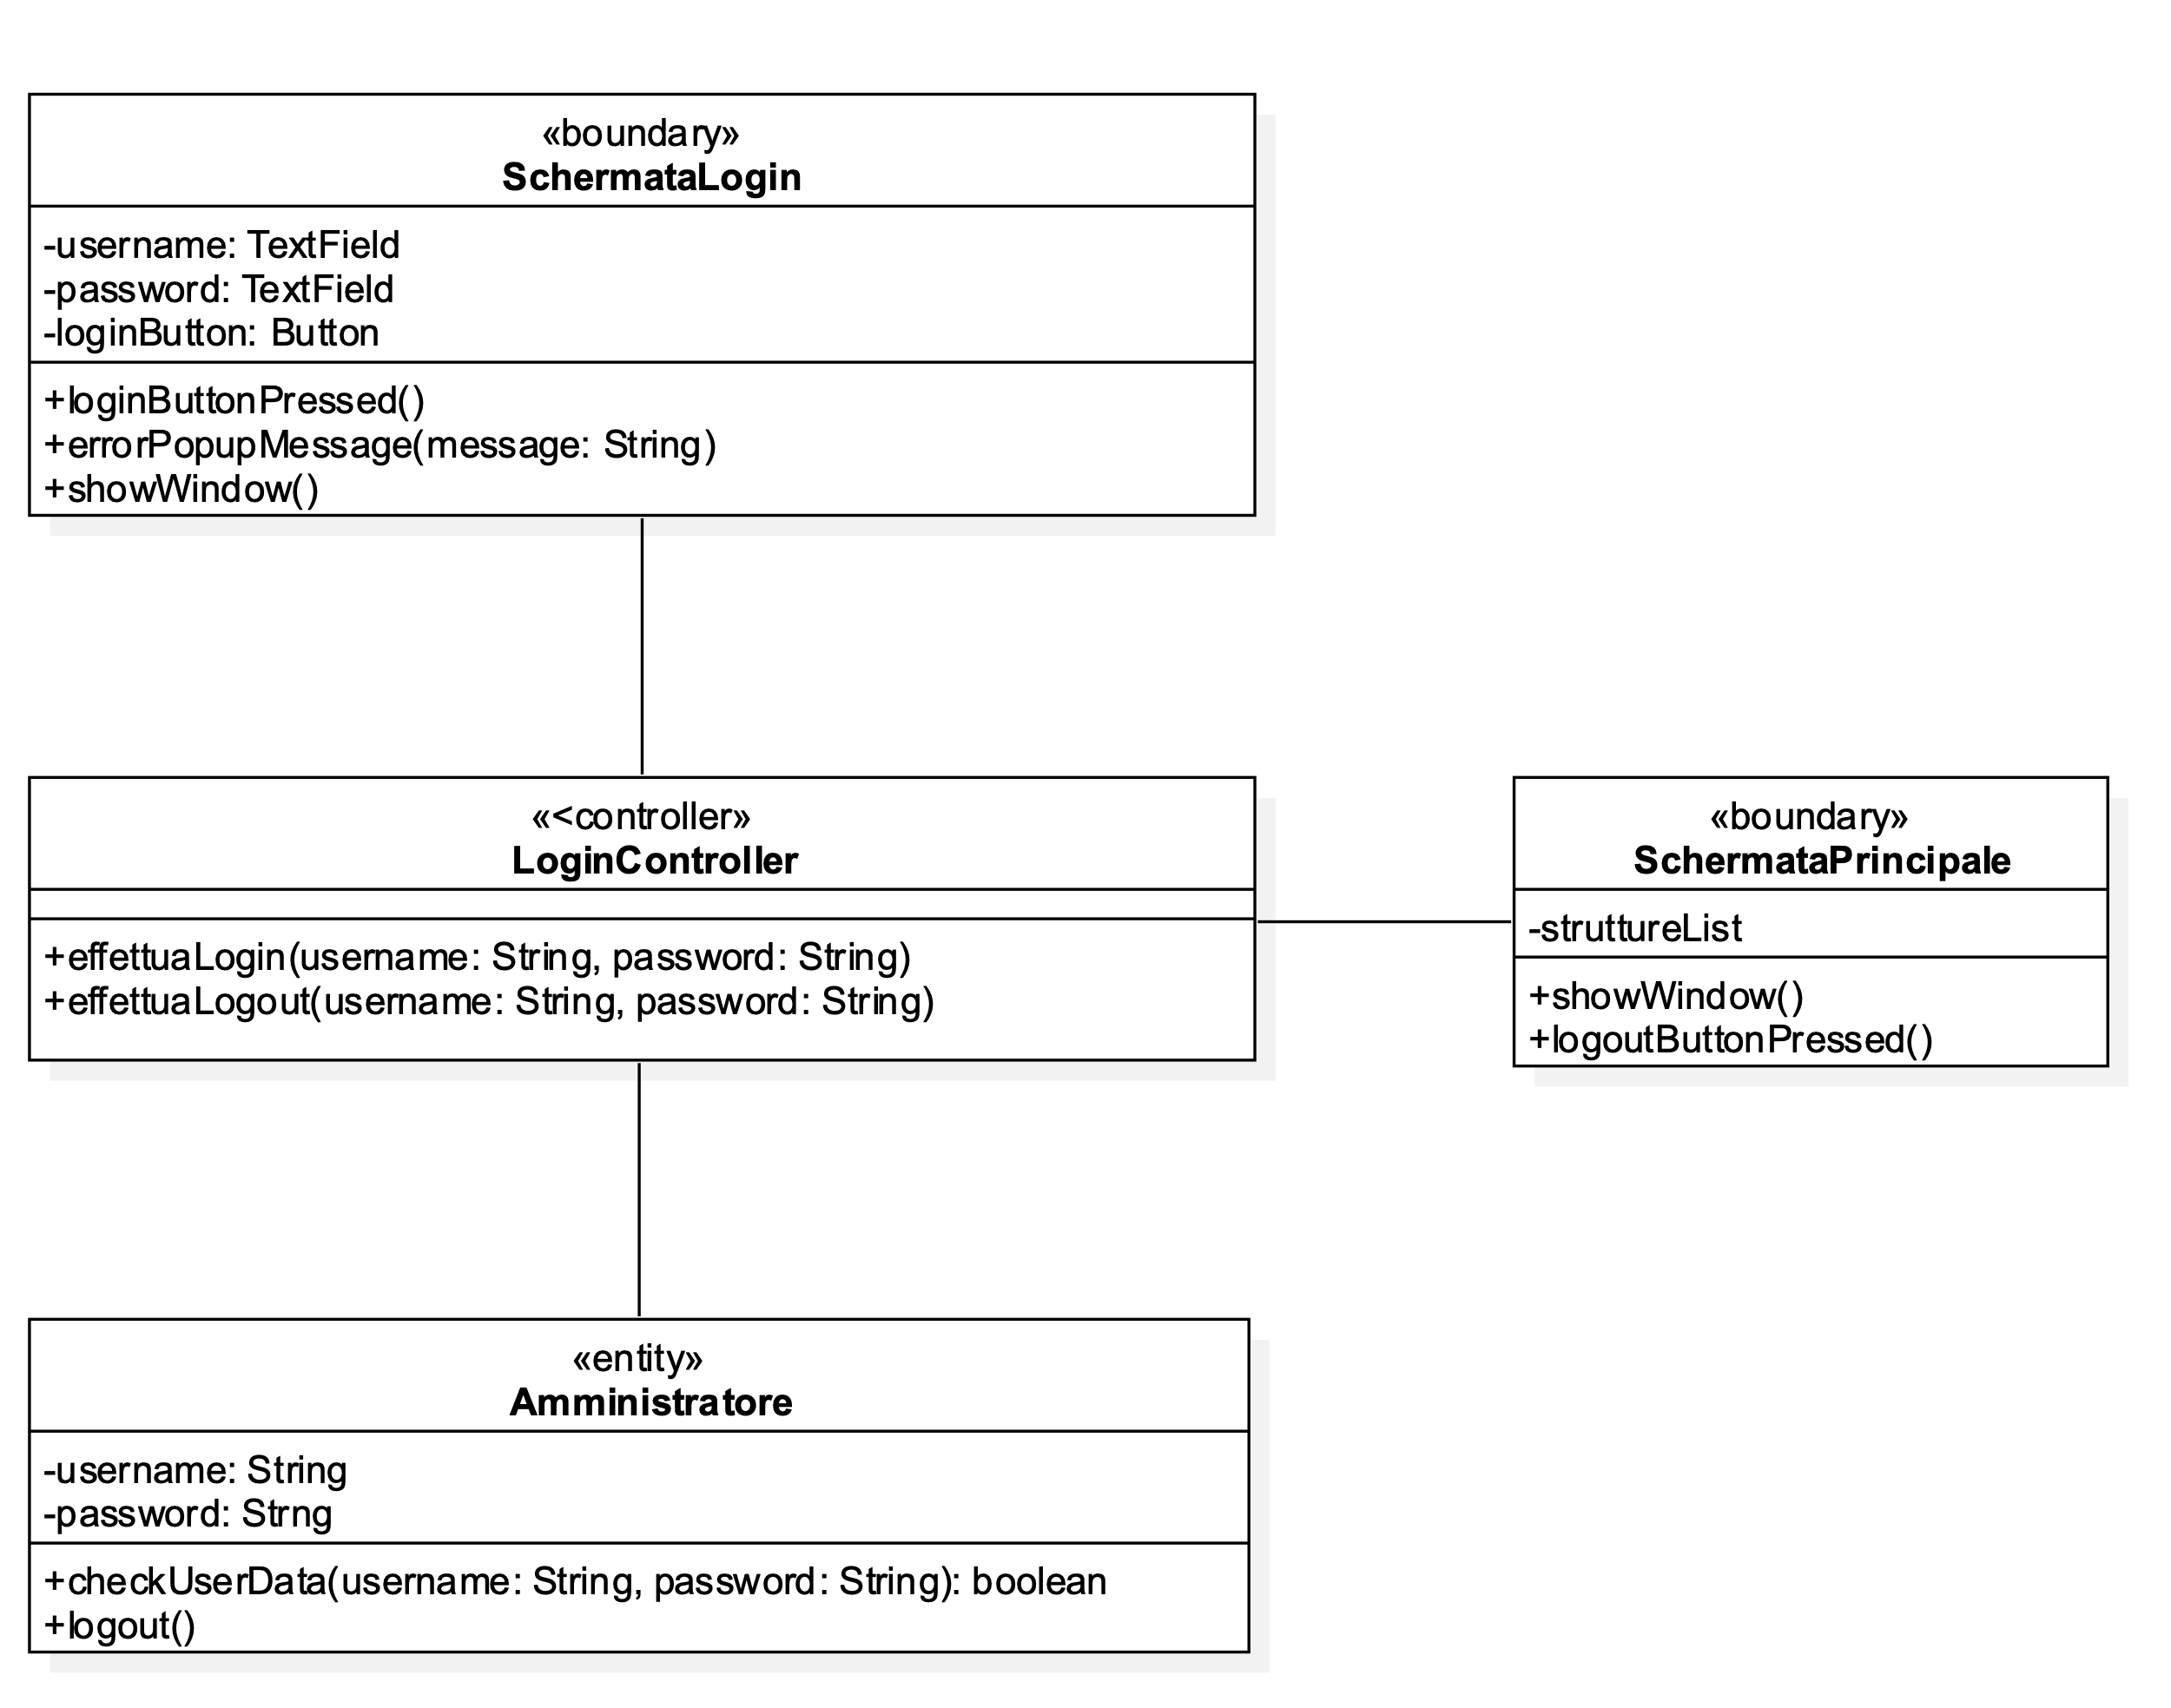 «boundary»
SchermataLogin
-username: TextField
-password: TextField
-loginButton: Button
+loginButtonPressed()
+errorPopupMessage(message: String)
+showWindow()
«<controller»
LoginController
+effettuaLogin(username: String, password: String)
+effettuaLogout(username: String, password: String)
«boundary»
SchermataPrincipale
-struttureList
+showWindow()
+logoutButtonPressed()
«entity»
Amministratore
-username: String
-password: Strng
+checkUserData(username: String, password: String): boolean
+logout()